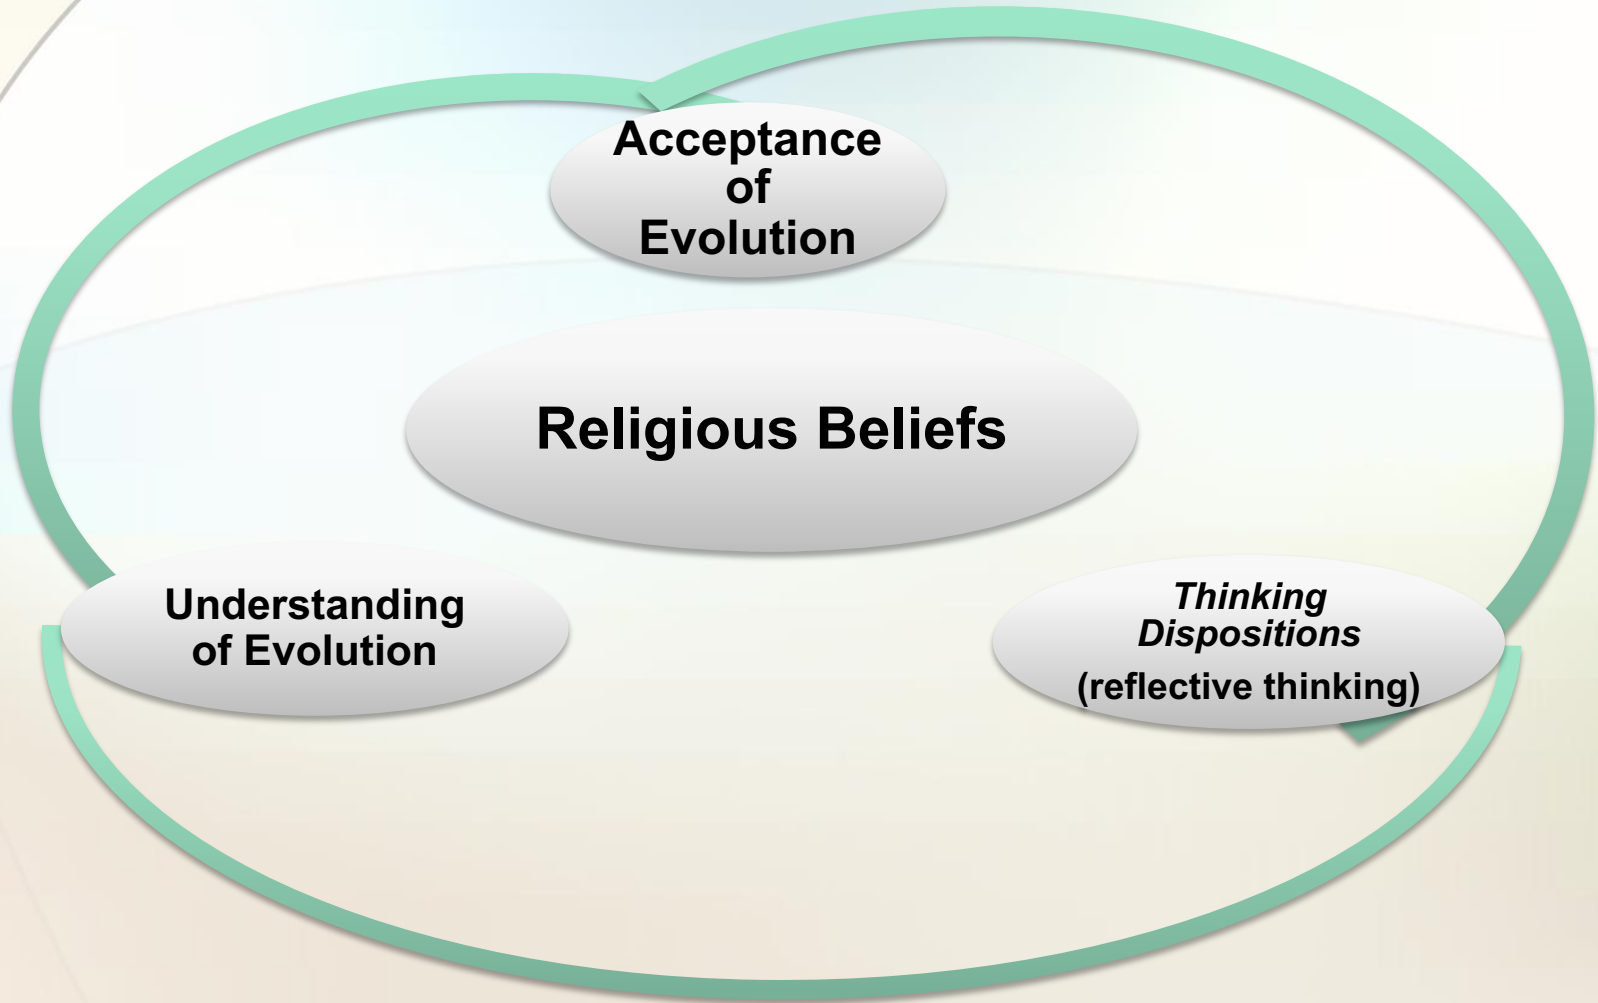 Acceptance
of
Evolution
Religious Beliefs
Understanding
of Evolution
Thinking
Dispositions
(reflective thinking)